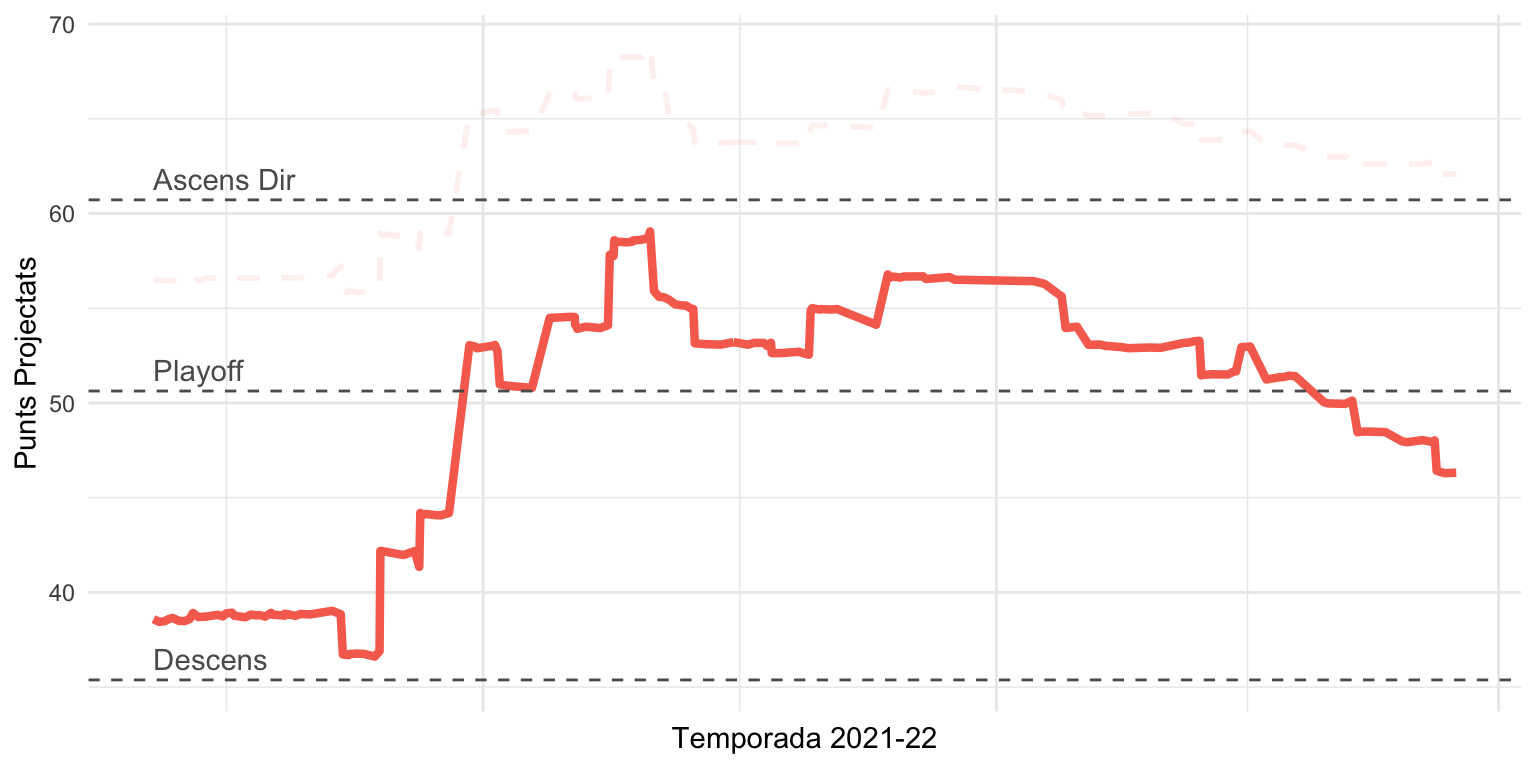 70
Ascens Dir
60
Playoff
50
40
Descens
Punts Projectats
Temporada 2021-22